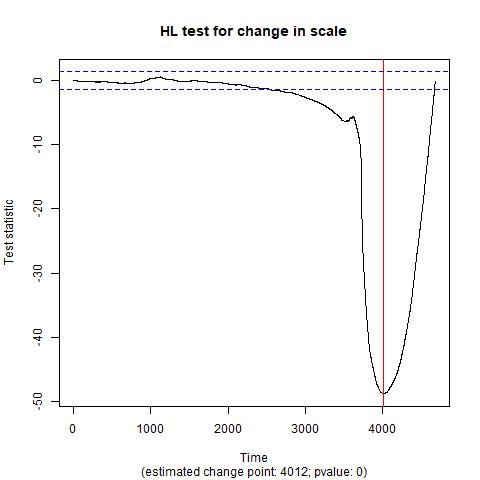 HL test for change in scale
Test statistic
0
-10
-20
-30
-40
-50
0 1000 2000 3000 4000
Time
(estimated change point: 4012; pvalue: 0)